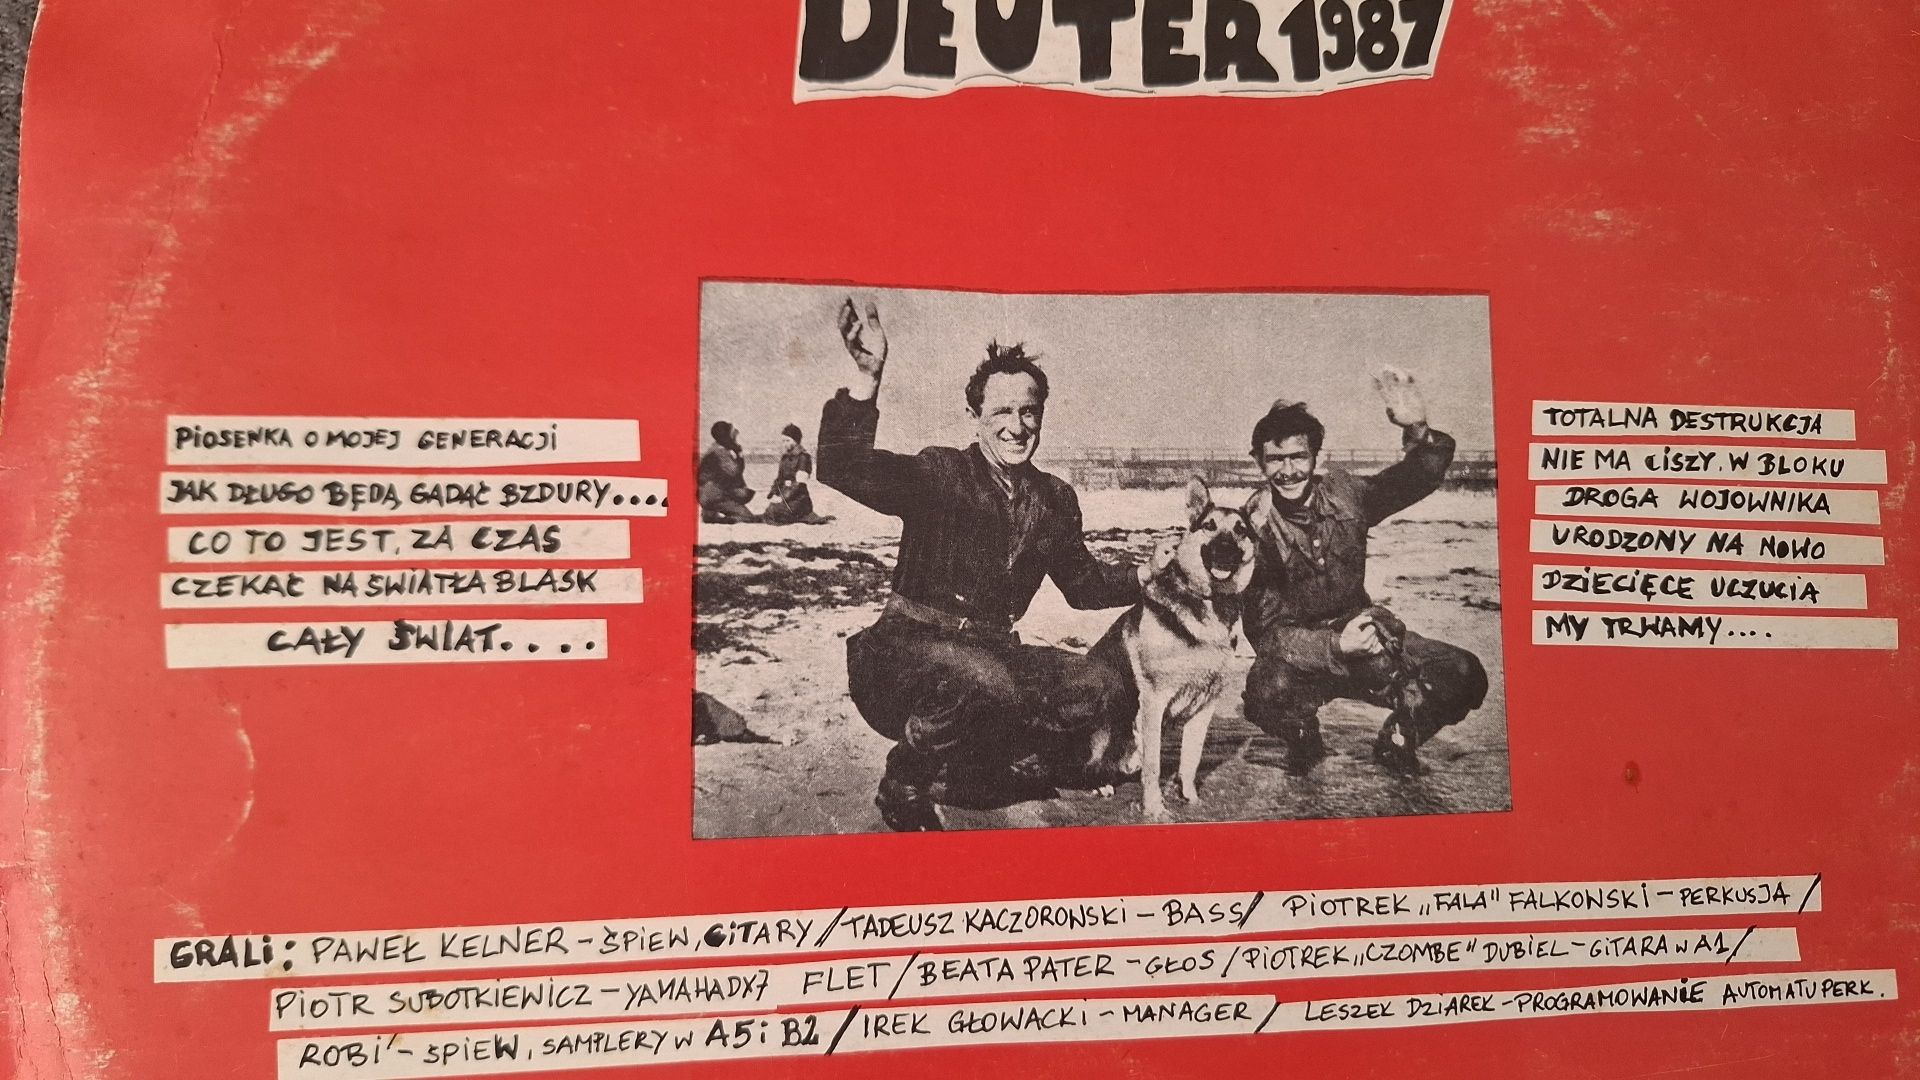 DEUTER 1987
PIOSENKA O MOJEJ GENERACJI
JAK DŁUGO BĘDĄ GADAĆ BZDURY....
CO TO JEST, ZA CZAS
CZEKAĆ NA ŚWIATŁA BLASK
CAŁY ŚWIAT....
TOTALNA DESTRUKCJA
NIE MA CISZY, W BLOKU
DROGA WOJOWNIKA
URODZONY NA NOWO
DZIECIĘCE UCZUCIA
MY TRWAMY....
GRALI: PAWEŁ KELNER - ŚPIEW, GITARY / TADEUSZ KACZOROŃSKI - BASS / PIOTREK „FALA" FALKOWSKI - PERKUSJA /
PIOTR SUBOTKIEWICZ - YAMAHA DX7 FLET / BEATA PATER - GŁOS / PIOTREK „CZOMBE" DUBIEL - GITARA W A1 /
ROBI - ŚPIEW, SAMPLERY W A5 i B2 / IREK GŁOWACKI - MANAGER / LESZEK DZIAREK - PROGRAMOWANIE AUTOMATU PERK.